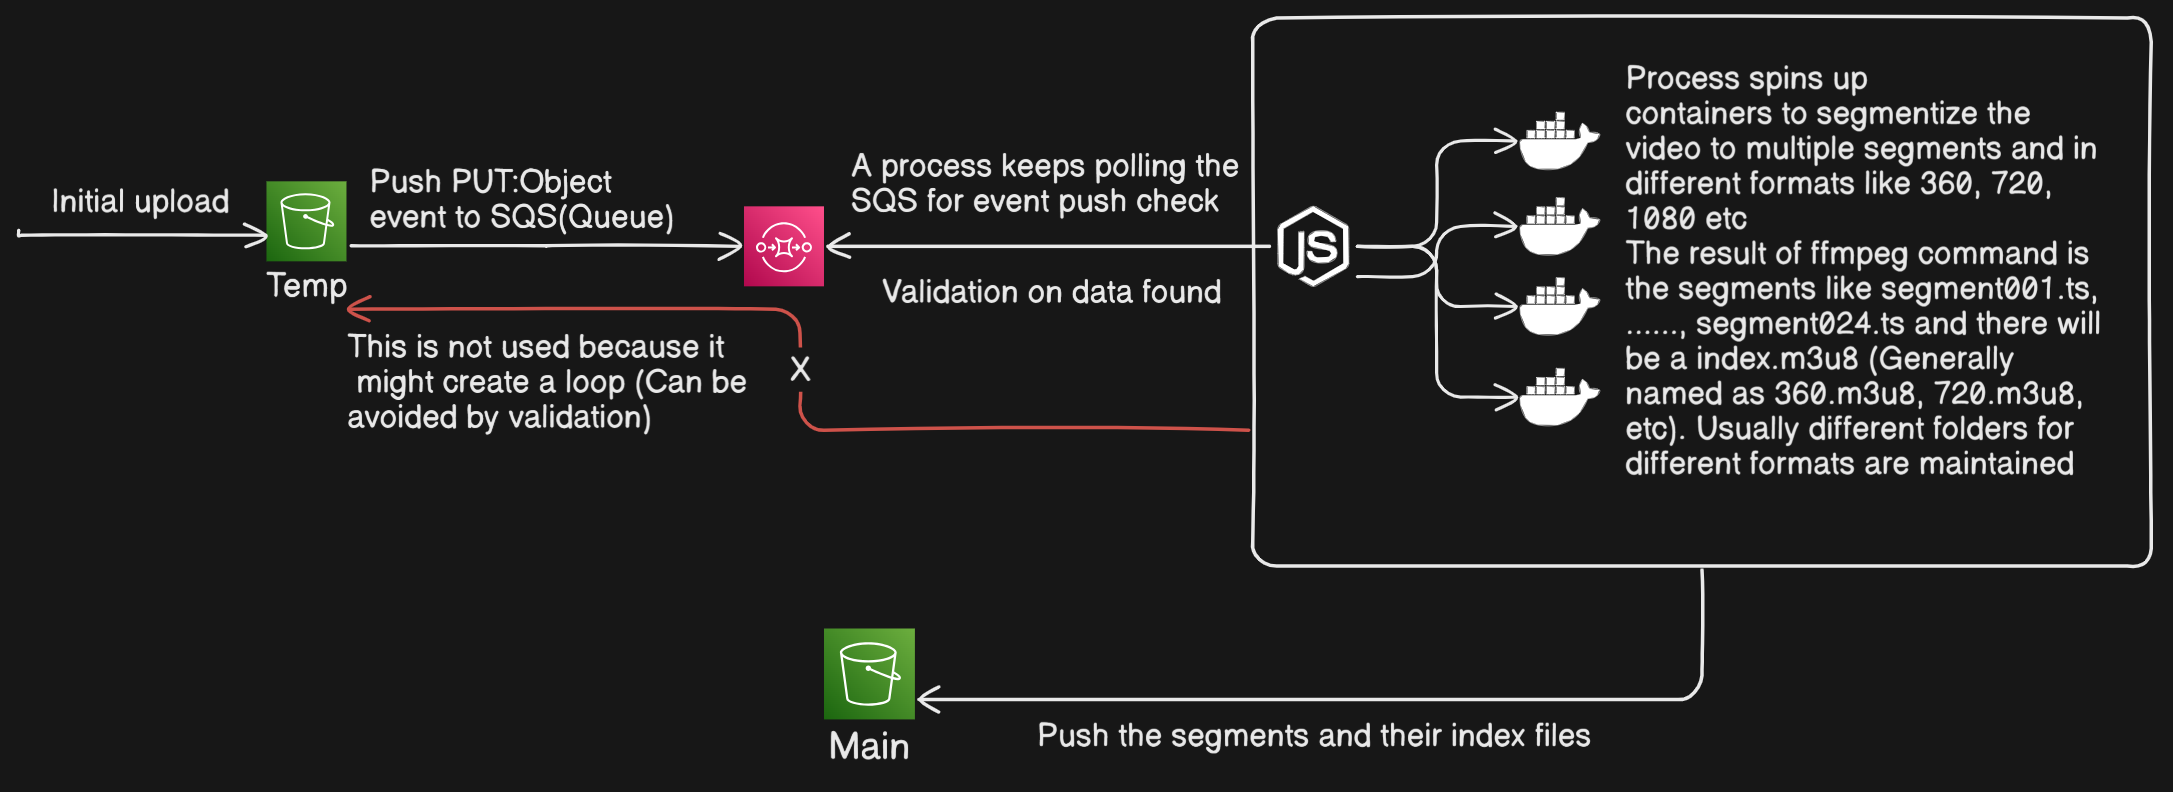 Initial upload
Temp
Push PUT:Object
event to SQS(Queue)
A process keeps polling the
SQS for event push check
Validation on data found
This is not used because it
might create a loop (Can be
avoided by validation)
X
JS
Process spins up
containers to segmentize the
video to multiple segments and in
different formats like 360, 720,
1080 etc
The result of ffmpeg command is
the segments like segment001.ts,
......, segment024.ts and there will
be a index.m3u8 (Generally
named as 360.m3u8, 720.m3u8,
etc). Usually different folders for
different formats are maintained
Main
Push the segments and their index files